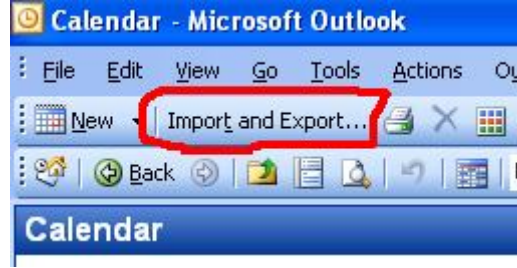 Calendar - Microsoft Outlook
File Edit View Go Tools Actions
New Import and Export...
Back
Calendar